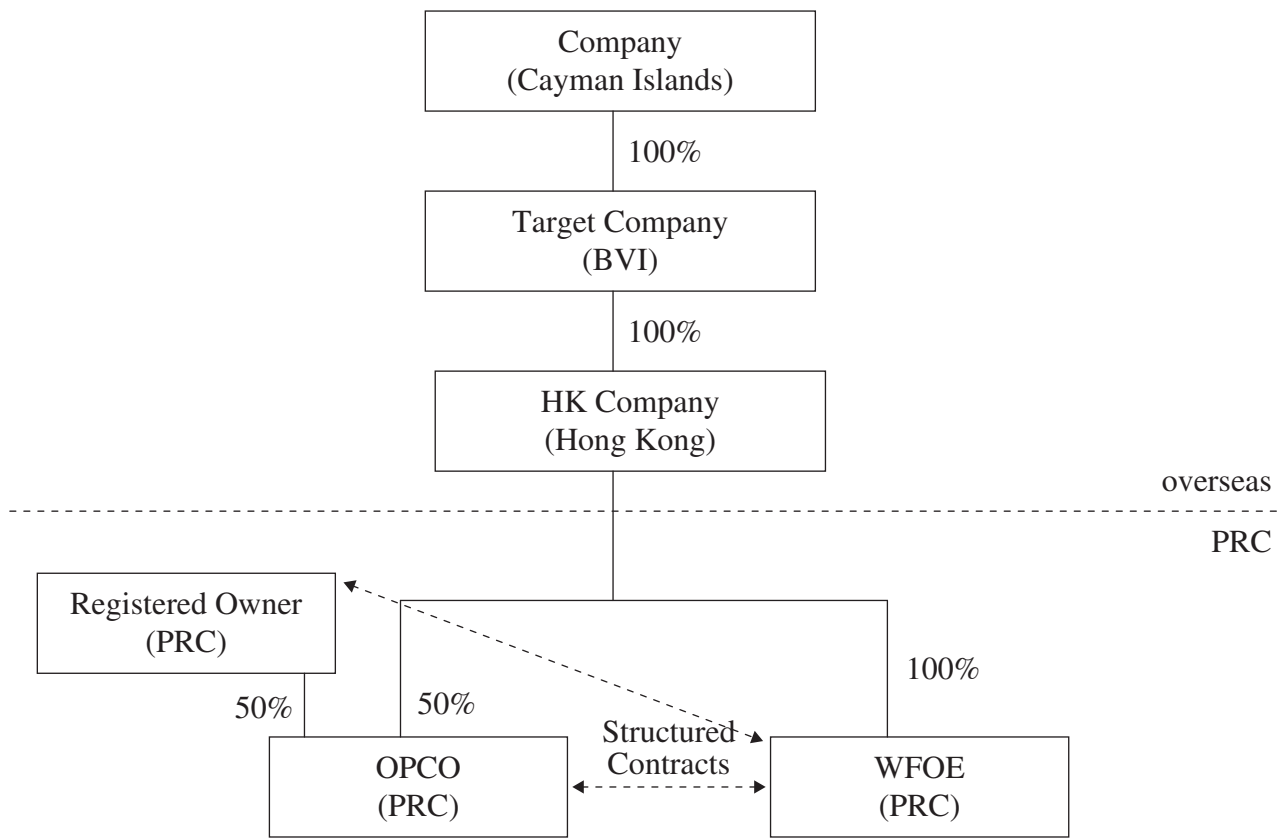 Company
(Cayman Islands)
100%
Target Company
(BVI)
100%
HK Company
(Hong Kong)
overseas
PRC
Registered Owner
(PRC)
50%
50%
100%
Structured
Contracts
OPCO
(PRC)
WFOE
(PRC)